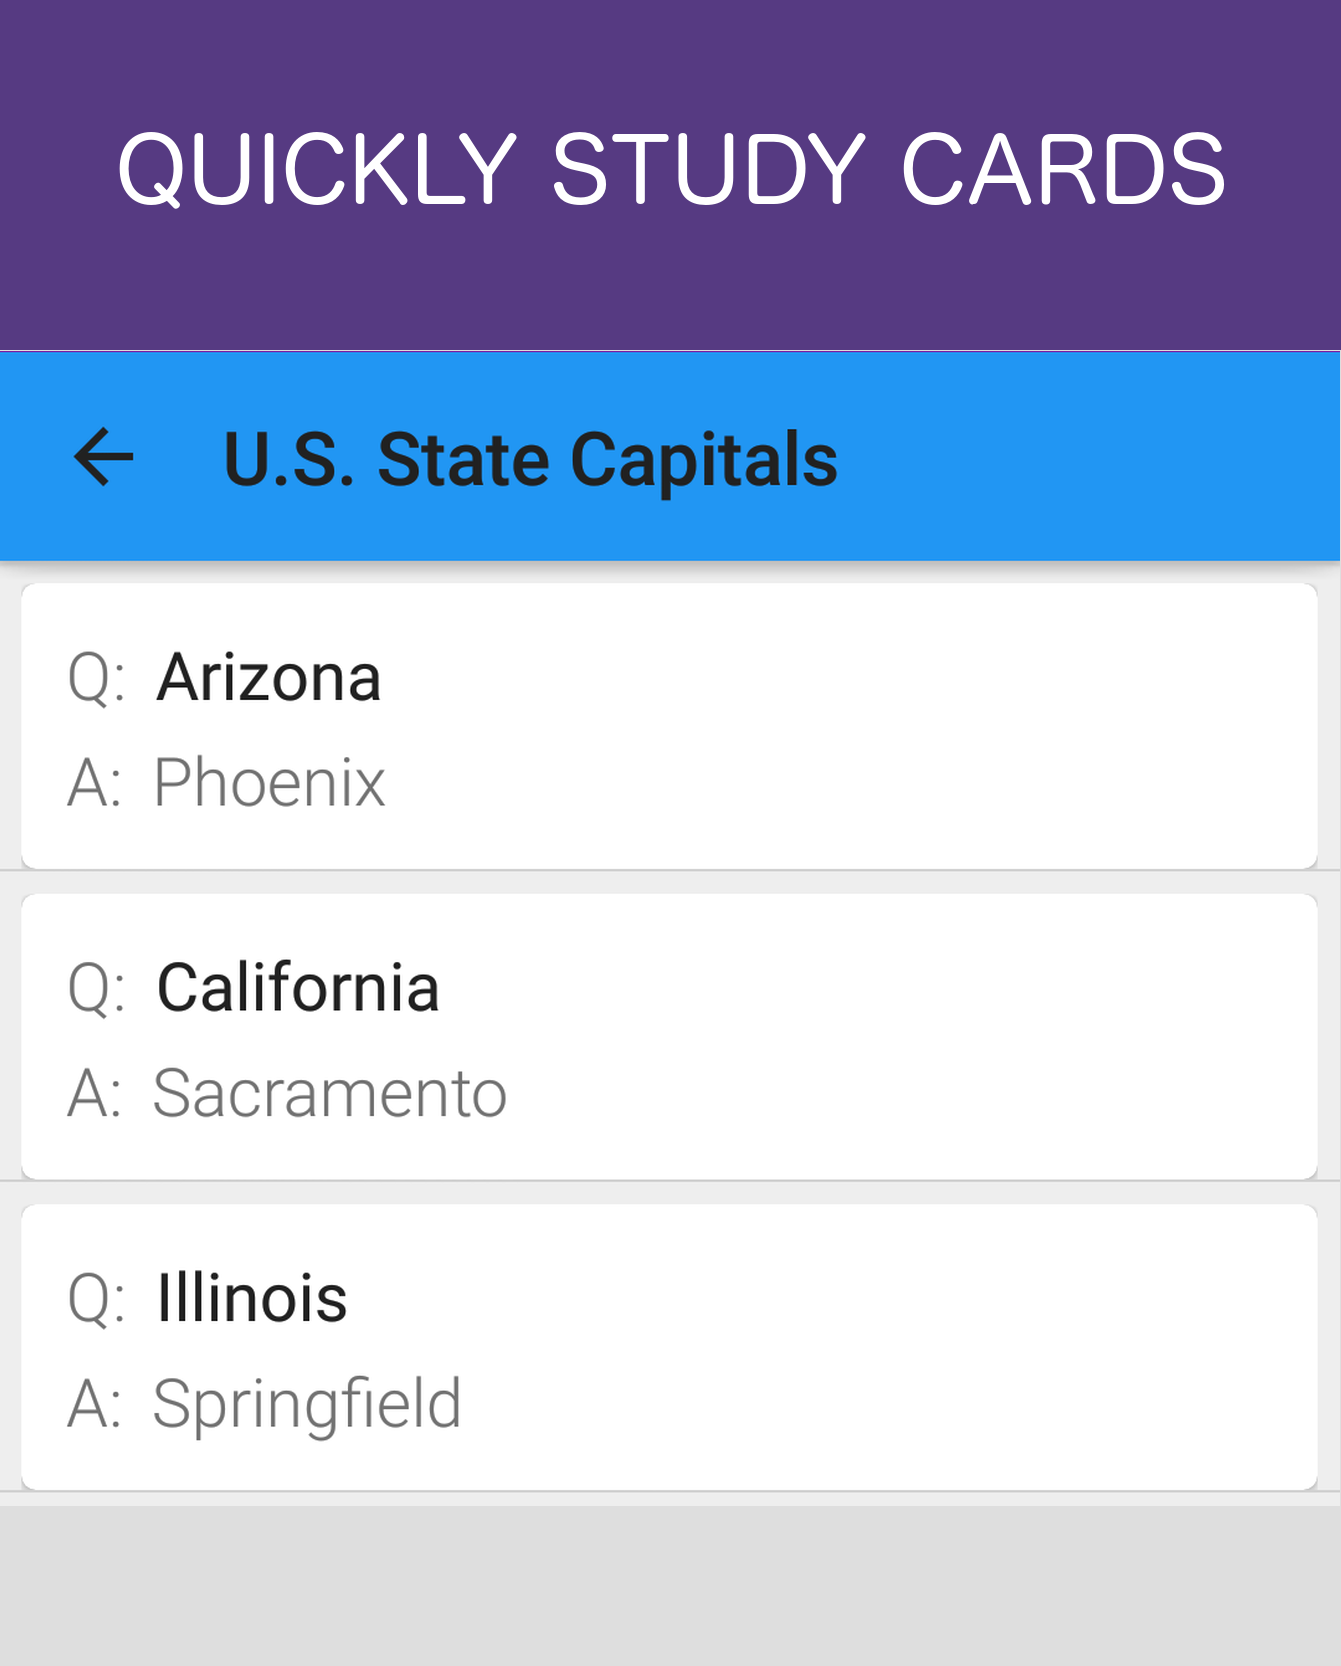 QUICKLY STUDY CARDS
U.S. State Capitals
Q: Arizona
A: Phoenix
Q: California
A: Sacramento
Q: Illinois
A: Springfield